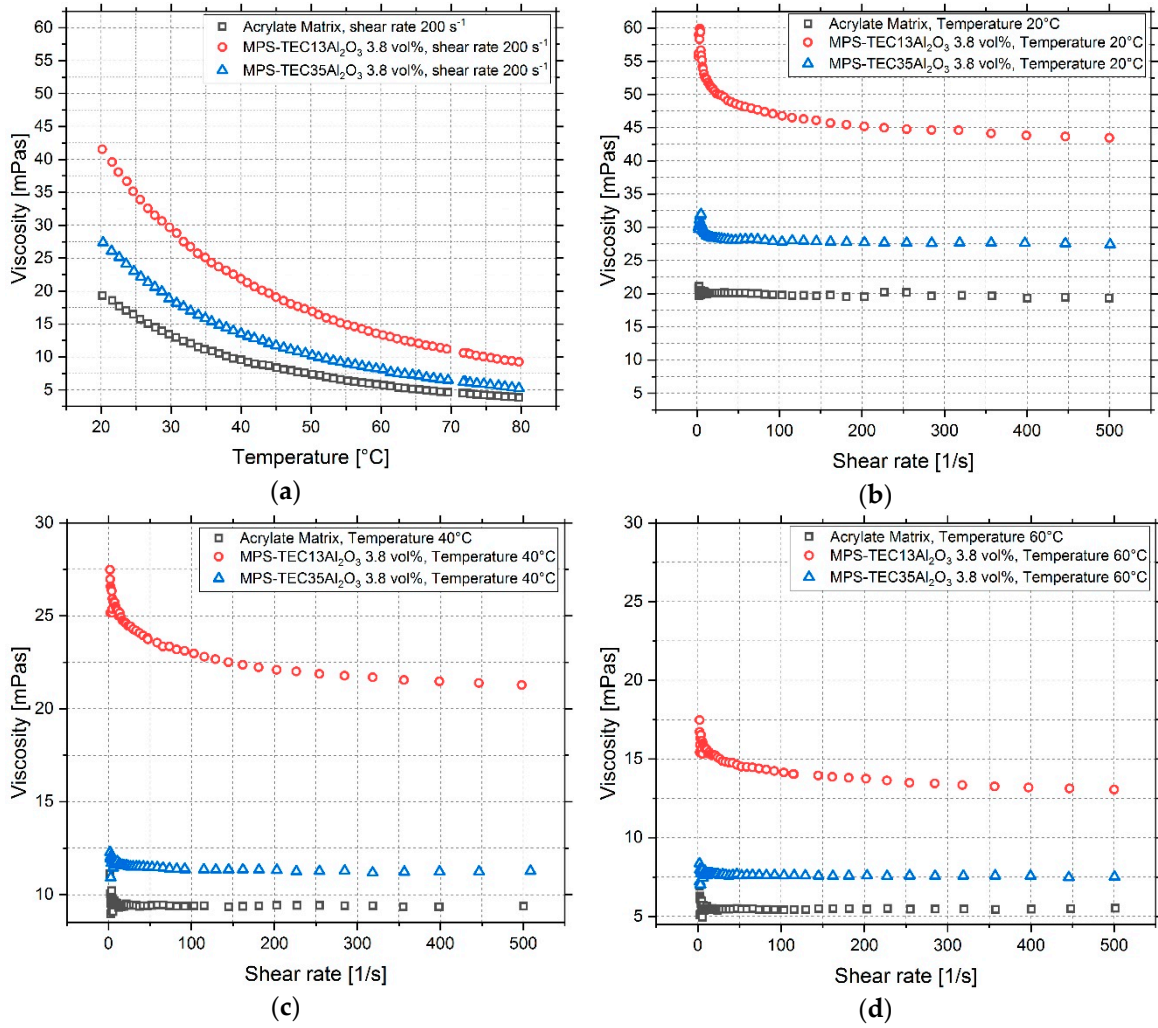 60
55
50
45
40
35
30
25
20
15
10
5
Viscosity [mPas]
Acrylate Matrix, shear rate 200 s⁻¹
MPS-TEC13Al₂O₃ 3.8 vol%, shear rate 200 s⁻¹
MPS-TEC35Al₂O₃ 3.8 vol%, shear rate 200 s⁻¹
20 30 40 50 60 70 80
Temperature [°C]
(a)
60
55
50
45
40
35
30
25
20
15
10
5
Viscosity [mPas]
Acrylate Matrix, Temperature 20°C
MPS-TEC13Al₂O₃ 3.8 vol%, Temperature 20°C
MPS-TEC35Al₂O₃ 3.8 vol%, Temperature 20°C
0 100 200 300 400 500
Shear rate [1/s]
(b)
30
25
20
15
10
Viscosity [mPas]
Acrylate Matrix, Temperature 40°C
MPS-TEC13Al₂O₃ 3.8 vol%, Temperature 40°C
MPS-TEC35Al₂O₃ 3.8 vol%, Temperature 40°C
0 100 200 300 400 500
Shear rate [1/s]
(c)
30
25
20
15
10
5
Viscosity [mPas]
Acrylate Matrix, Temperature 60°C
MPS-TEC13Al₂O₃ 3.8 vol%, Temperature 60°C
MPS-TEC35Al₂O₃ 3.8 vol%, Temperature 60°C
0 100 200 300 400 500
Shear rate [1/s]
(d)